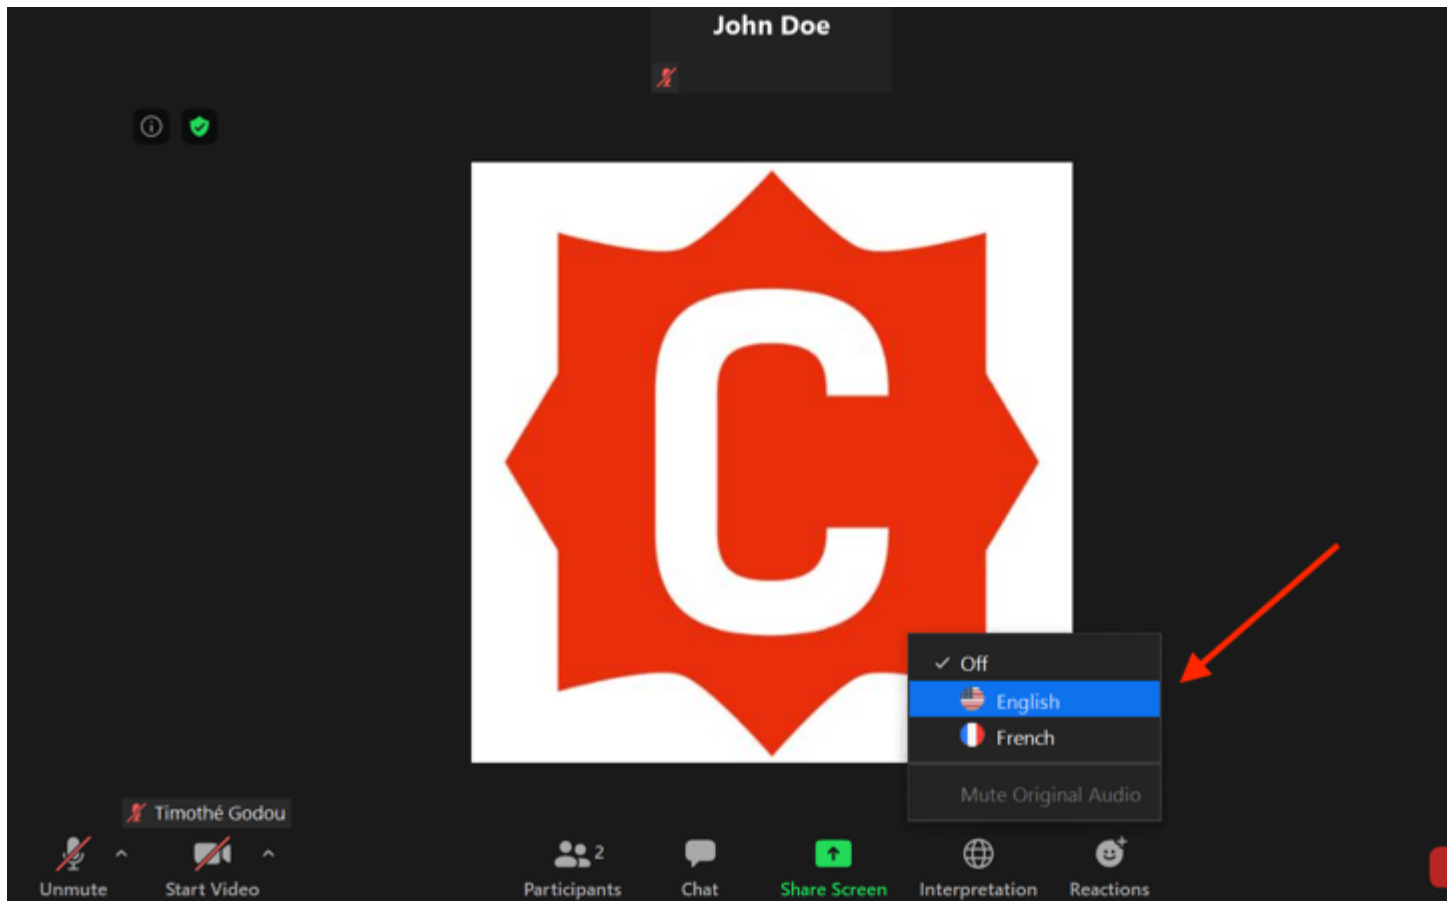 John Doe
C
Off
English
French
Mute Original Audio
Timothé Godou
2
Unmute
Start Video
Participants
Chat
Share Screen
Interpretation
Reactions